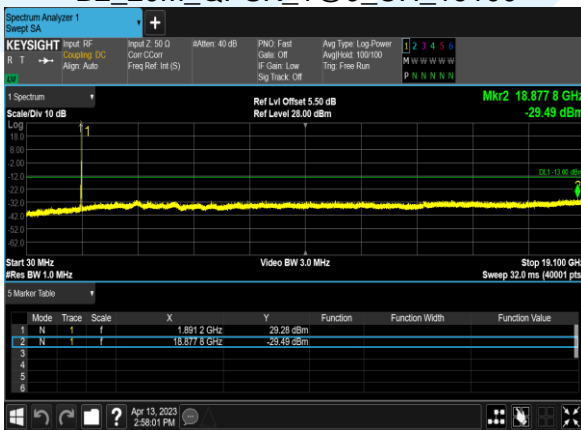 Spectrum Analyzer 1
Swept SA
+
KEYSIGHT
R T
LV
Input: RF
Coupling: DC
Align: Auto
Input Z: 50 Ω
Corr CCorr
Freq Ref: Int (S)
#Atten: 40 dB
PNO: Fast
Gate: Off
IF Gain: Low
Sig Track: Off
Avg Type: Log-Power
Avg|Hold: 100/100
Trig: Free Run
1 2 3 4 5 6
M W W W W W
P N N N N N
1 Spectrum
Scale/Div 10 dB
Ref Lvl Offset 5.50 dB
Ref Level 28.00 dBm
Mkr2 18.877 8 GHz
-29.49 dBm
Log
18.0
8.00
-2.00
-12.0
-22.0
-32.0
-42.0
-52.0
-62.0
1
DL1 -13.00 dBm
Start 30 MHz
#Res BW 1.0 MHz
Video BW 3.0 MHz
Stop 19.100 GHz
Sweep 32.0 ms (40001 pts
5 Marker Table
Mode Trace Scale X Y Function Function Width Function Value
1 N 1 f 1.891 2 GHz 29.28 dBm
2 N 1 f 18.877 8 GHz -29.49 dBm
3
4
5
6
?
Apr 13, 2023
2:58:01 PM